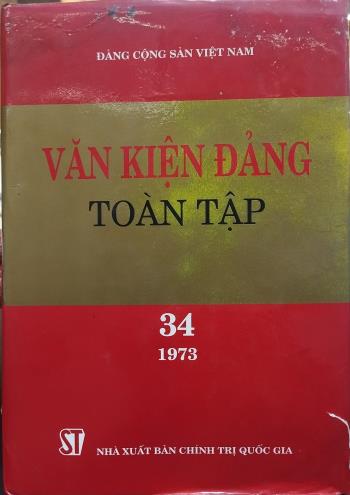 ĐẢNG CỘNG SẢN VIỆT NAM
VĂN KIỆN ĐẢNG
TOÀN TẬP
34
1973
ST
NHÀ XUẤT BẢN CHÍNH TRỊ QUỐC GIA